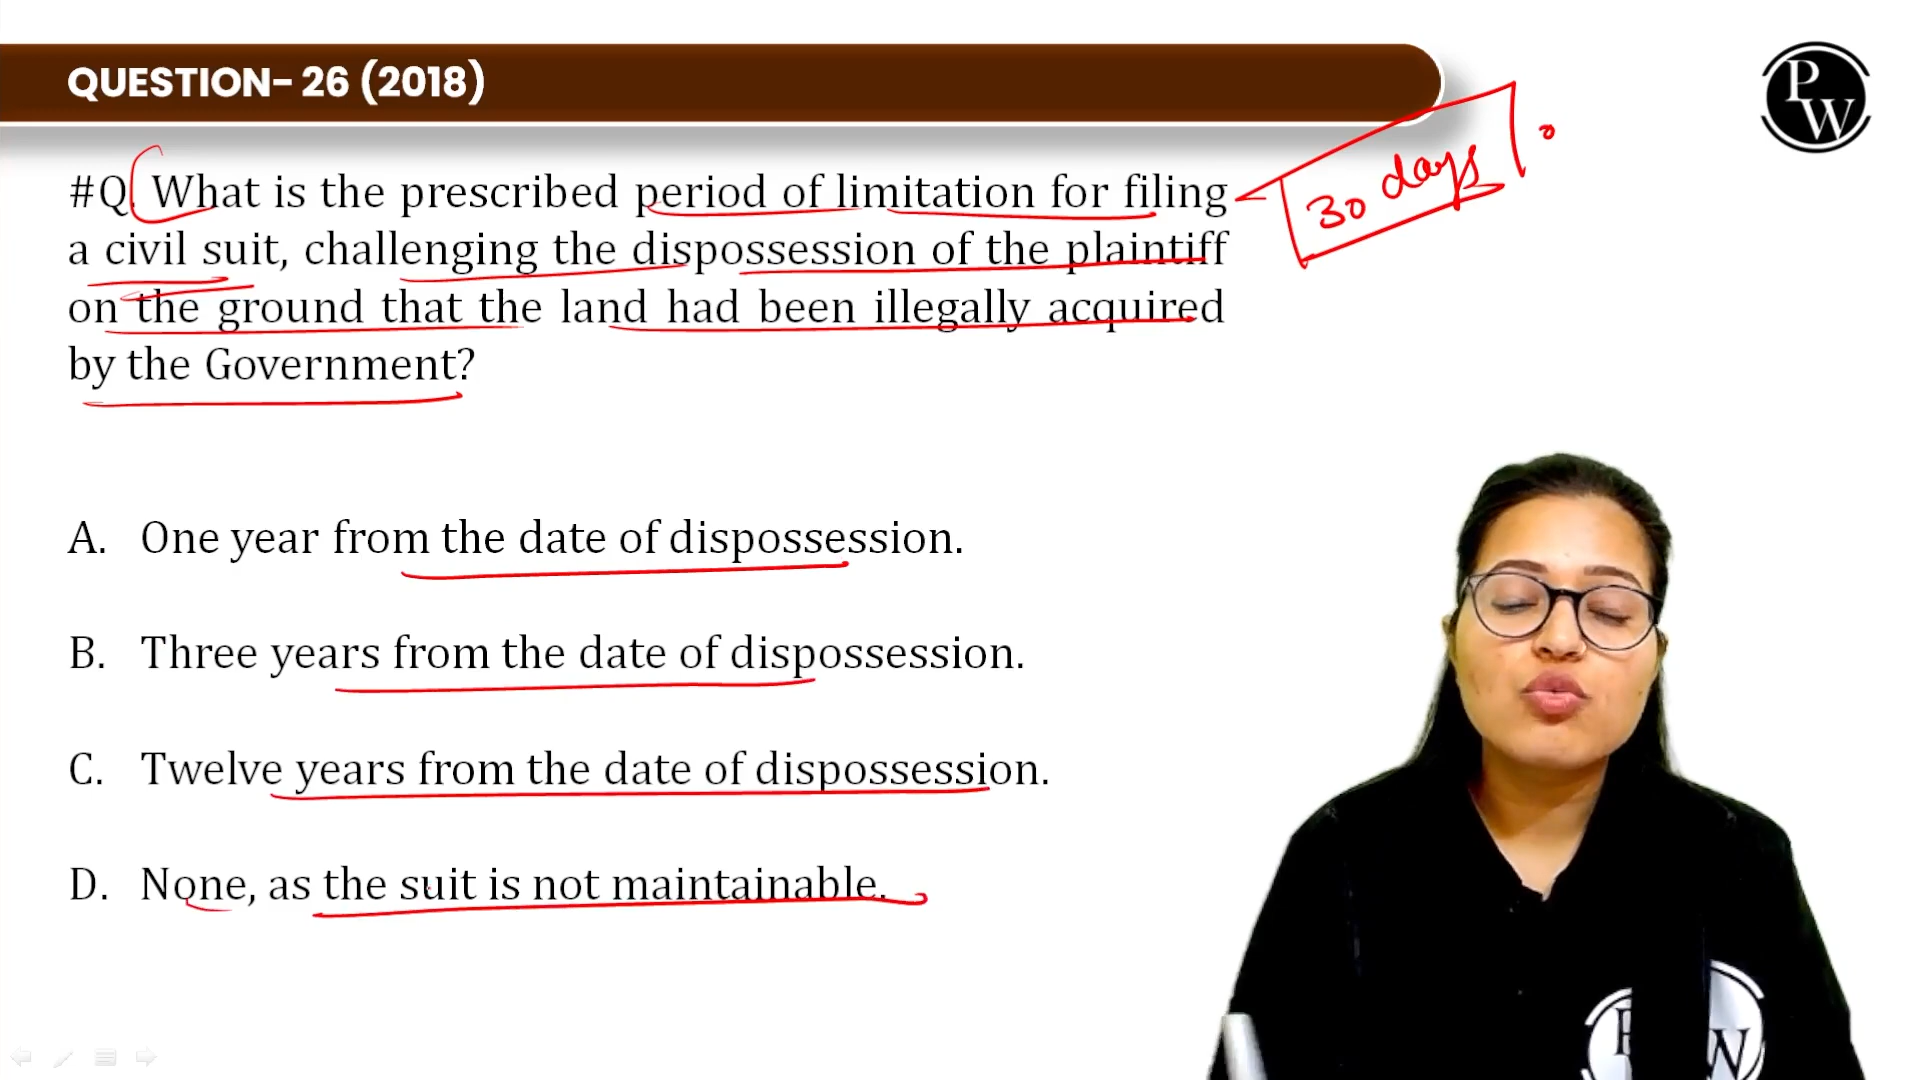 QUESTION- 26 (2018)
P
W
30 days
#Q. What is the prescribed period of limitation for filing
a civil suit, challenging the dispossession of the plaintiff
on the ground that the land had been illegally acquired
by the Government?
A. One year from the date of dispossession.
B. Three years from the date of dispossession.
C. Twelve years from the date of dispossession.
D. None, as the suit is not maintainable.
P
W